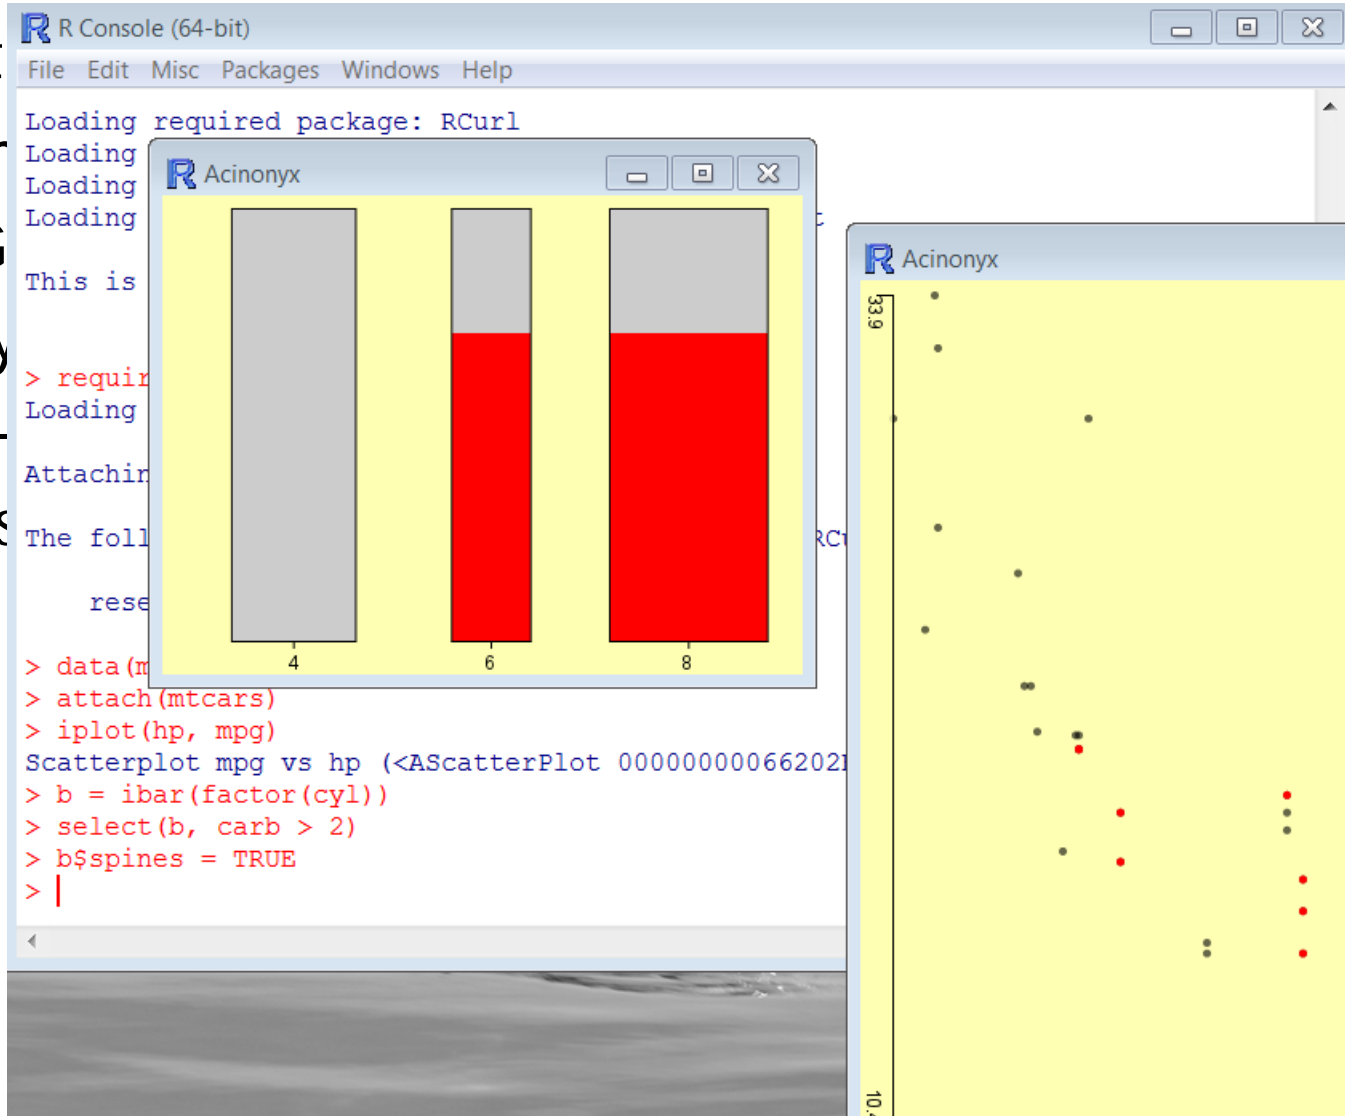 R Console (64-bit)
File Edit Misc Packages Windows Help
Loading required package: RCurl
Loading
Loading
Loading
This is
> requir
Loading
Attachin
The foll
rese
> data(m
> attach(mtcars)
> iplot(hp, mpg)
Scatterplot mpg vs hp (<AScatterPlot 00000000066202
> b = ibar(factor(cyl))
> select(b, carb > 2)
> b$spines = TRUE
>
Acinonyx
4 6 8
Acinonyx
33.9
10.4